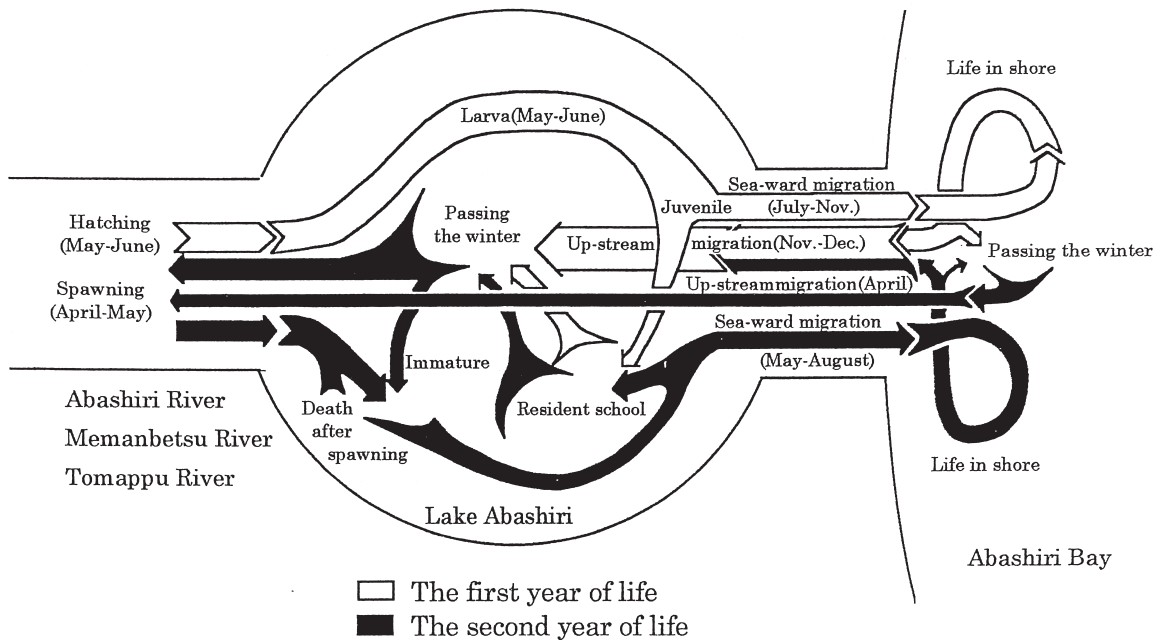 Life in shore
Larva(May-June)
Sea-ward migration
(July-Nov.)
Juvenile
Hatching
(May-June)
Passing
the winter
Up-stream migration(Nov.-Dec.)
Passing the winter
Up-streammigration(April)
Spawning
(April-May)
Sea-ward migration
(May-August)
Immature
Death
after
spawning
Resident school
Life in shore
Abashiri River
Memanbetsu River
Tomappu River
Lake Abashiri
Abashiri Bay
The first year of life
The second year of life